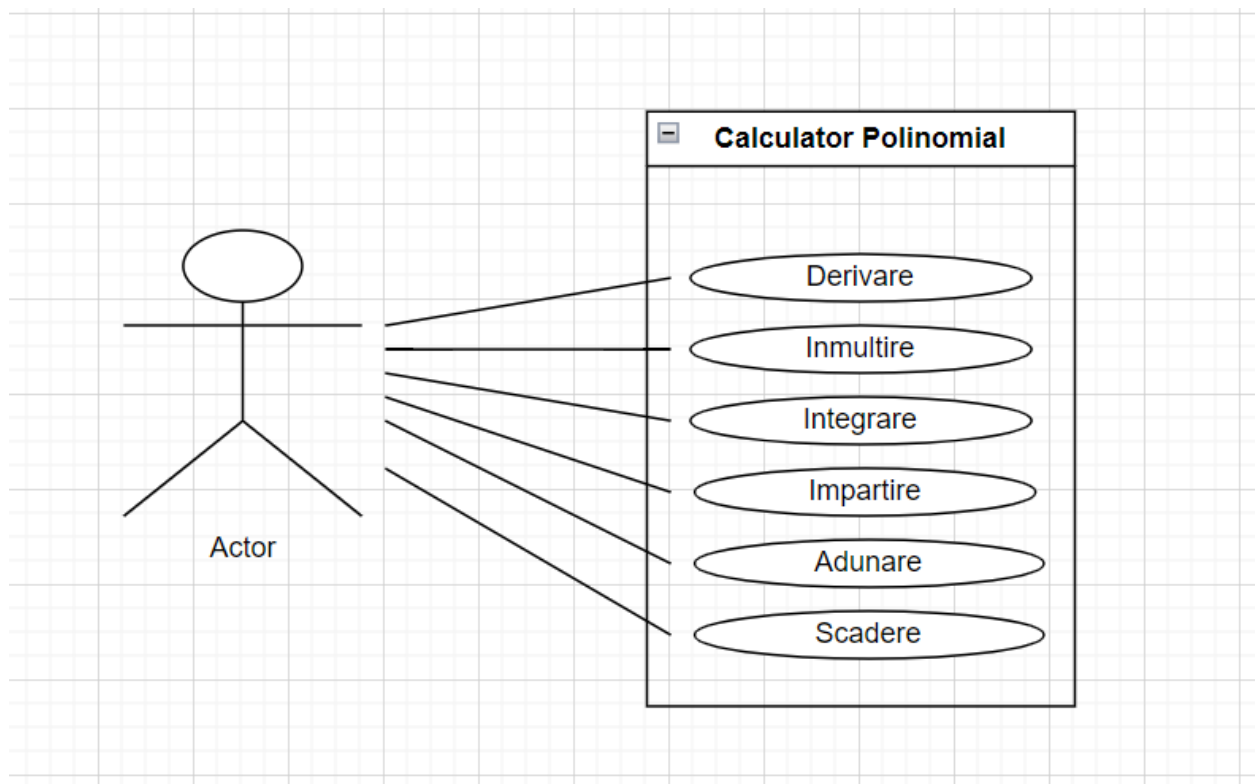 Calculator Polinomial
Derivare
Inmultire
Integrare
Impartire
Actor
Adunare
Scadere